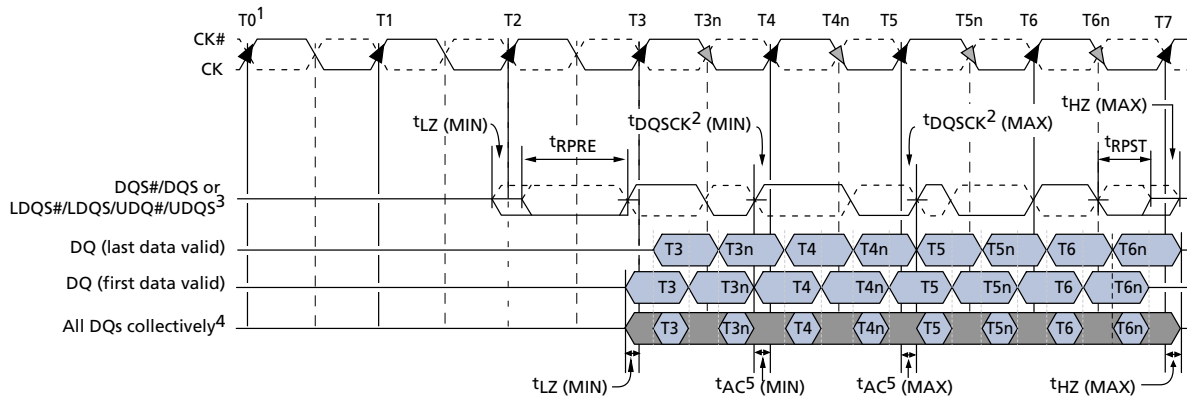 T0¹ T1 T2 T3 T3n T4 T4n T5 T5n T6 T6n T7
CK#
CK
tHZ (MAX)
tLZ (MIN) tDQSCK² (MIN) tDQSCK² (MAX)
tRPRE tRPST
DQS#/DQS or
LDQS#/LDQS/UDQ#/UDQS³
DQ (last data valid) T3 T3n T4 T4n T5 T5n T6 T6n
DQ (first data valid) T3 T3n T4 T4n T5 T5n T6 T6n
All DQs collectively⁴ T3 T3n T4 T4n T5 T5n T6 T6n
tLZ (MIN) tAC⁵ (MIN) tAC⁵ (MAX) tHZ (MAX)